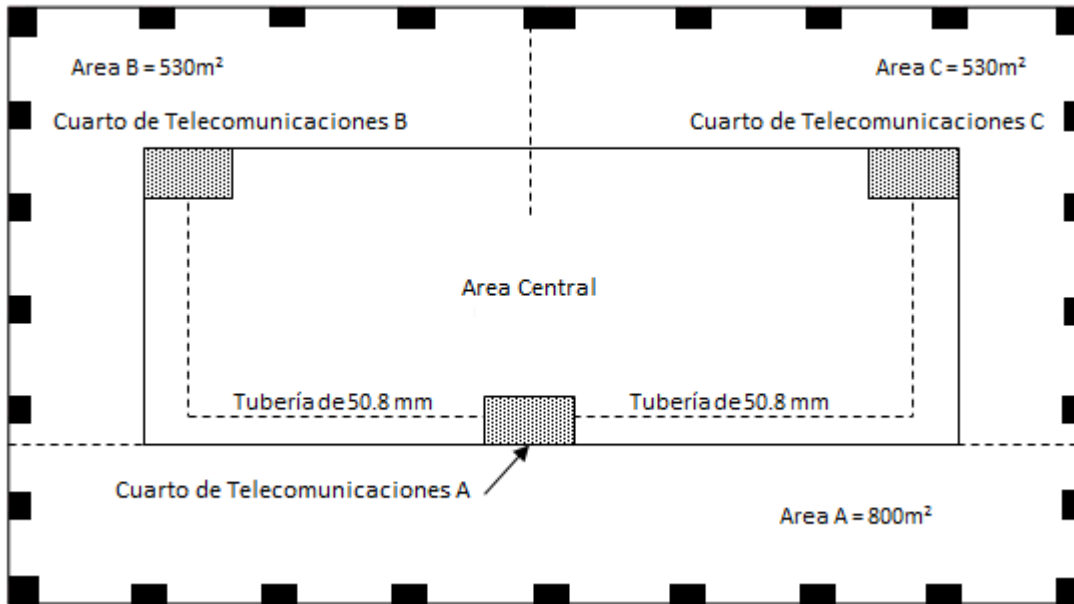 Area B = 530m²
Area C = 530m²
Cuarto de Telecomunicaciones B
Cuarto de Telecomunicaciones C
Area Central
Tubería de 50.8 mm
Tubería de 50.8 mm
Cuarto de Telecomunicaciones A
Area A = 800m²